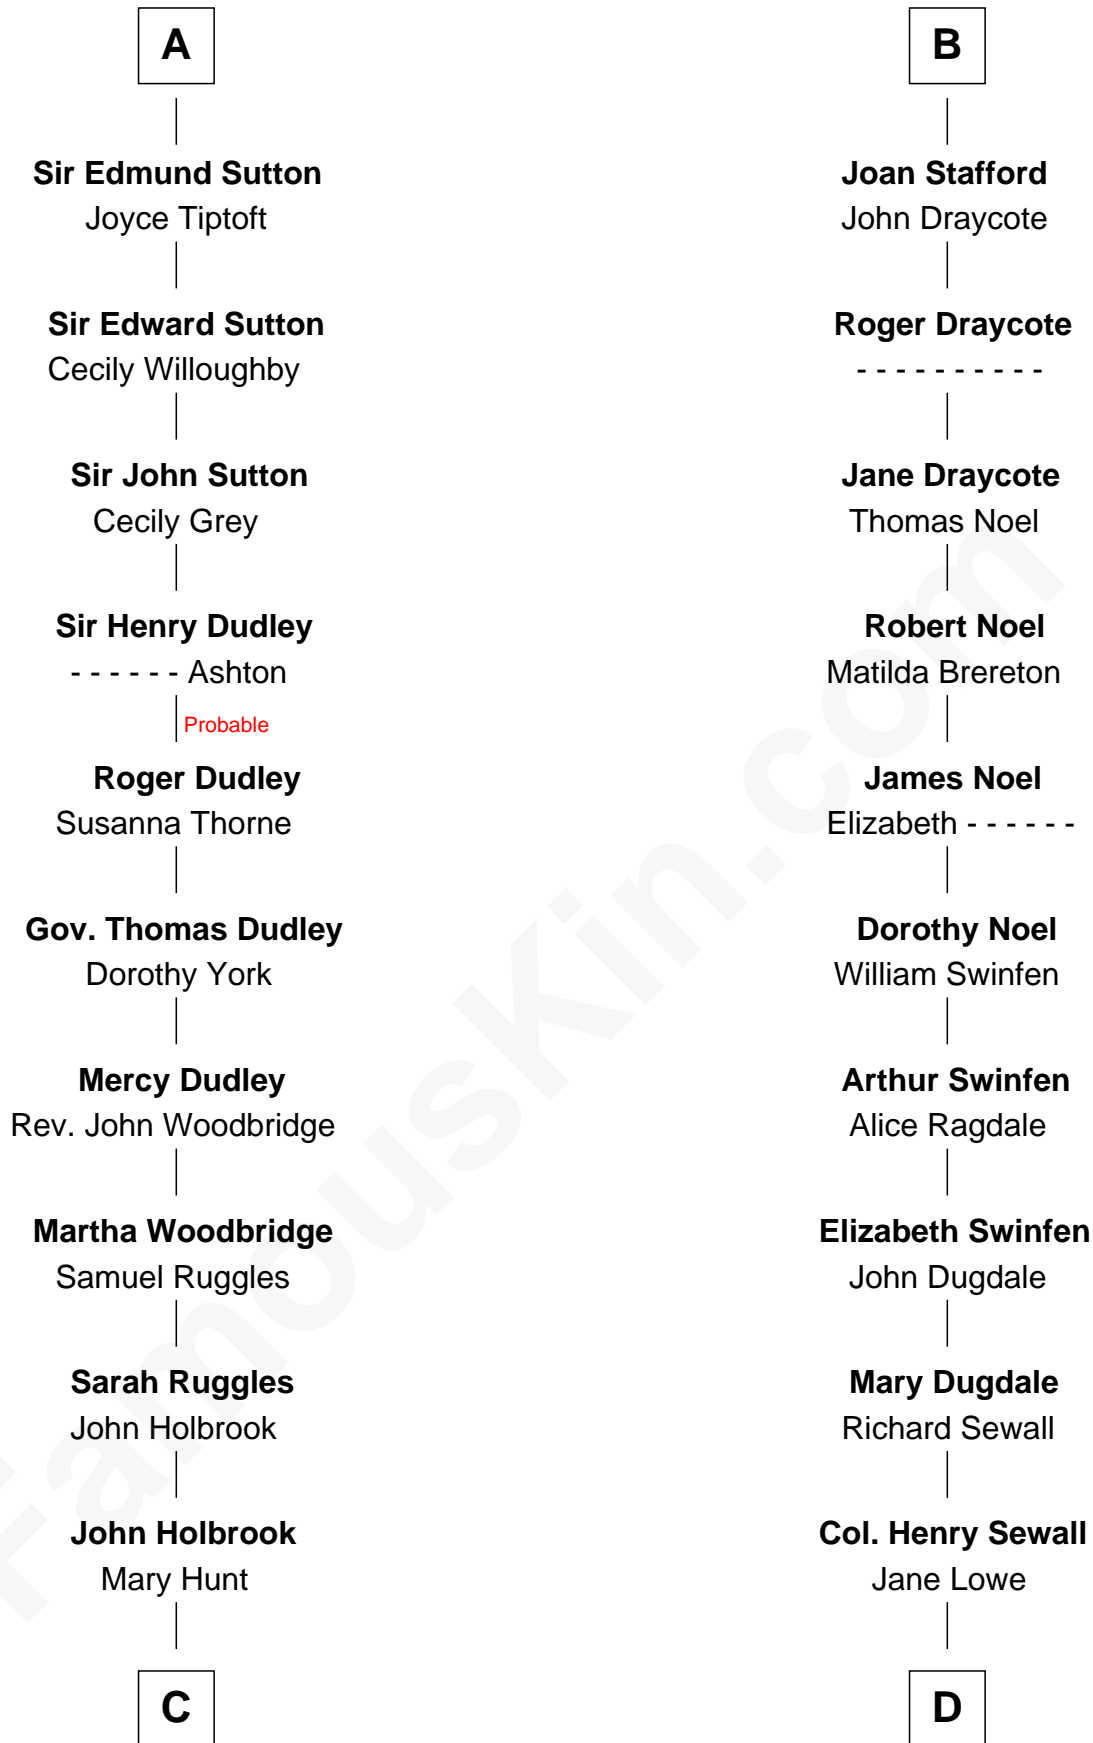 A
Sir Edmund Sutton
Joyce Tiptoft
Sir Edward Sutton
Cecily Willoughby
Sir John Sutton
Cecily Grey
Sir Henry Dudley
- - - - - - Ashton
Probable
Roger Dudley
Susanna Thorne
Gov. Thomas Dudley
Dorothy York
Mercy Dudley
Rev. John Woodbridge
Martha Woodbridge
Samuel Ruggles
Sarah Ruggles
John Holbrook
John Holbrook
Mary Hunt
C
B
Joan Stafford
John Draycote
Roger Draycote
- - - - - - - - - -
Jane Draycote
Thomas Noel
Robert Noel
Matilda Brereton
James Noel
Elizabeth - - - - - -
Dorothy Noel
William Swinfen
Arthur Swinfen
Alice Ragdale
Elizabeth Swinfen
John Dugdale
Mary Dugdale
Richard Sewall
Col. Henry Sewall
Jane Lowe
D
FamousKin.com